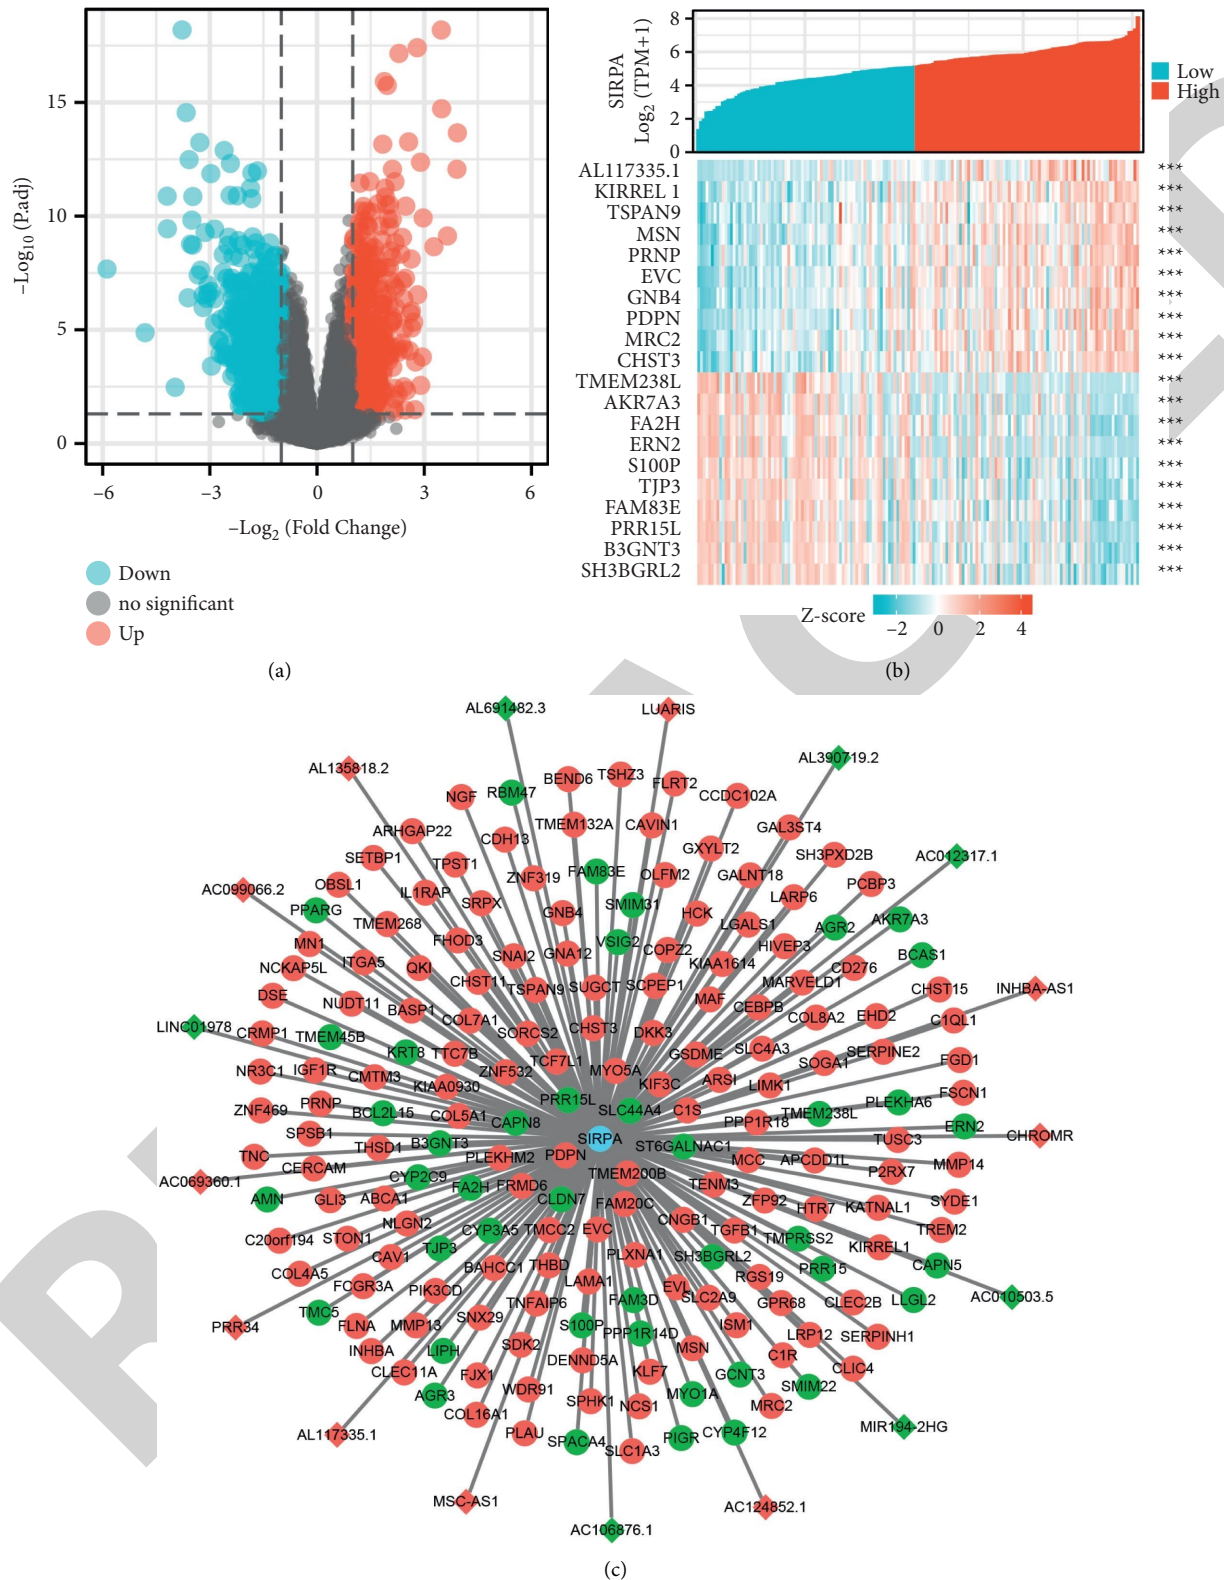 −Log10 (P.adj)
15
10
5
0
−6
−3
0
3
6
−Log2 (Fold Change)
Down
no significant
Up
(a)
SIRPA
Log2 (TPM+1)
8
6
4
2
0
Low
High
AL117335.1 ***
KIRREL 1 ***
TSPAN9 ***
MSN ***
PRNP ***
EVC ***
GNB4 ***
PDPN ***
MRC2 ***
CHST3 ***
TMEM238L ***
AKR7A3 ***
FA2H ***
ERN2 ***
S100P ***
TJP3 ***
FAM83E ***
PRR15L ***
B3GNT3 ***
SH3BGRL2 ***
Z-score
−2 0 2 4
(b)
AL691482.3
LUARIS
AL135818.2
AL390719.2
BEND6
TSHZ3
FLRT2
NGF
RBM47
CCDC102A
ARHGAP22
CDH13
TMEM132A
CAVIN1
GAL3ST4
SETBP1
TPST1
ZNF319
FAM83E
OLFM2
GXYLT2
SH3PXD2B
AC012317.1
AC099066.2
OBSL1
IL1RAP
SRPX
GALNT18
LARP6
PCBP3
PPARG
TMEM268
GNB4
SMIM31
HCK
LGALS1
AGR2
AKR7A3
MN1
FHOD3
SNAI2
GNA12
VSIG2
COPZ2
HIVEP3
BCAS1
NCKAP5L
ITGA5
QKI
KIAA1614
CD276
DSE
NUDT11
CHST11
TSPAN9
SUGCT
SCPEP1
MARVELD1
CHST15
INHBA-AS1
BASP1
COL7A1
SORCS2
CHST3
DKK3
MAF
CEBPB
COL8A2
EHD2
C1QL1
LINC01978
CRMP1
TMEM45B
KRT8
TTC7B
TCF7L1
GSDME
SLC4A3
SERPINE2
FGD1
NR3C1
IGF1R
CMTM3
ZNF532
MYO5A
KIF3C
ARSI
SOGA1
LIMK1
FSCN1
ZNF469
PRNP
KIAA0930
PRR15L
SLC44A4
C1S
PPP1R18
TMEM238L
PLEKHA6
ERN2
BCL2L15
COL5A1
CAPN8
SPSB1
THSD1
B3GNT3
SIRPA
ST6GALNAC1
TUSC3
CHROMR
TNC
CERCAM
PLEKHM2
PDPN
MCC
APCDD1L
P2RX7
MMP14
AC069360.1
CYP2C9
TMEM200B
AMN
GLI3
ABCA1
FA2H
FRMD6
CLDN7
FAM20C
TENM3
ZFP92
HTR7
KATNAL1
SYDE1
C20orf194
STON1
NLGN2
CYP3A5
TMCC2
EVC
CNGB1
TGFB1
TMPRSS2
KIRREL1
TREM2
COL4A5
CAV1
TJP3
BAHCC1
THBD
PLXNA1
SH3BGRL2
PRR15
CAPN5
FCGR3A
PIK3CD
LAMA1
EVL
RGS19
LLGL2
AC010503.5
TMC5
TNFAIP6
FAM3D
SLC2A9
GPR68
CLEC2B
PRR34
FLNA
MMP13
SNX29
S100P
PPP1R14D
ISM1
LRP12
SERPINH1
INHBA
LIPH
SDK2
MSN
C1R
CLEC11A
FJX1
DENND5A
KLF7
GCNT3
CLIC4
AGR3
WDR91
SPHK1
NCS1
MYO1A
SMIM22
COL16A1
MRC2
AL117335.1
PLAU
SPACA4
SLC1A3
PIGR
CYP4F12
MIR194-2HG
MSC-AS1
AC124852.1
AC106876.1
(c)